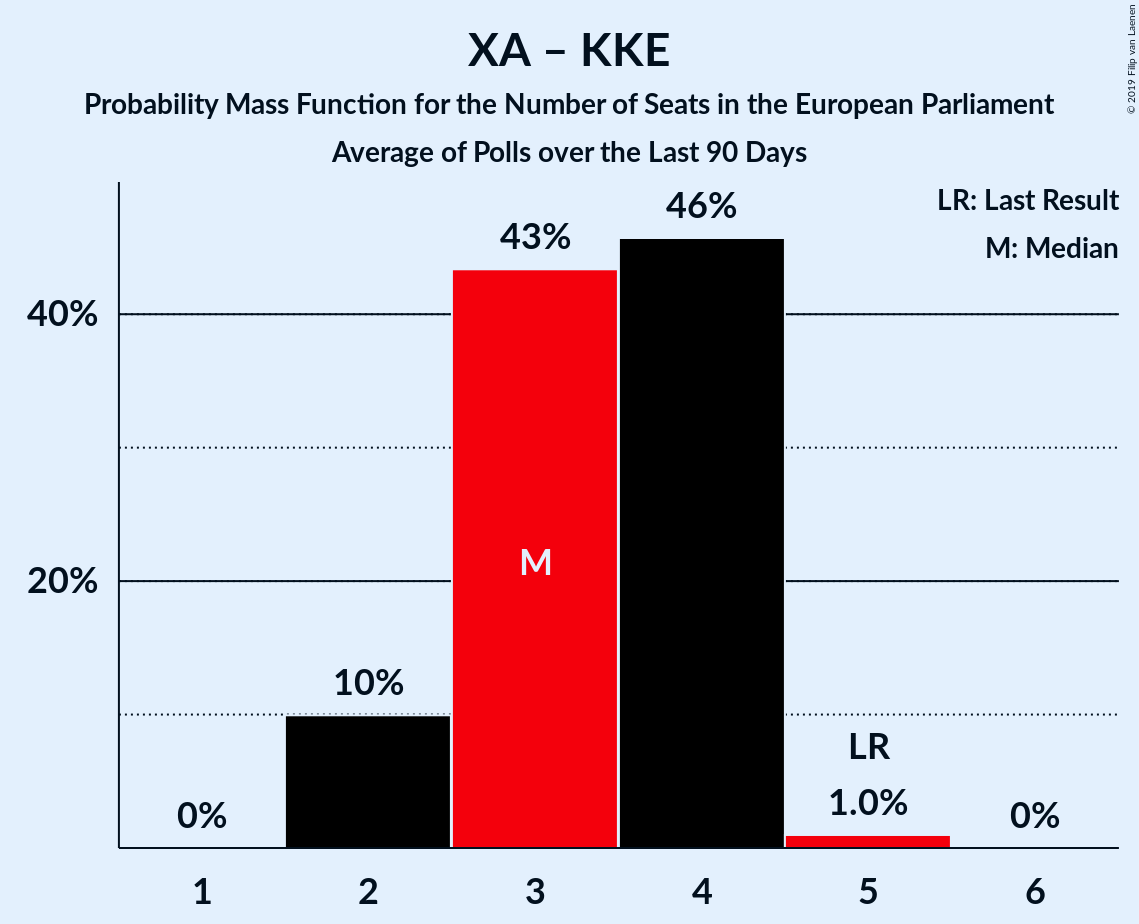 XA – KKE
Probability Mass Function for the Number of Seats in the European Parliament
Average of Polls over the Last 90 Days
© 2019 Filip van Laenen
LR: Last Result
M: Median
40%
20%
0%
10%
43%
M
46%
LR
1.0%
0%
1 2 3 4 5 6